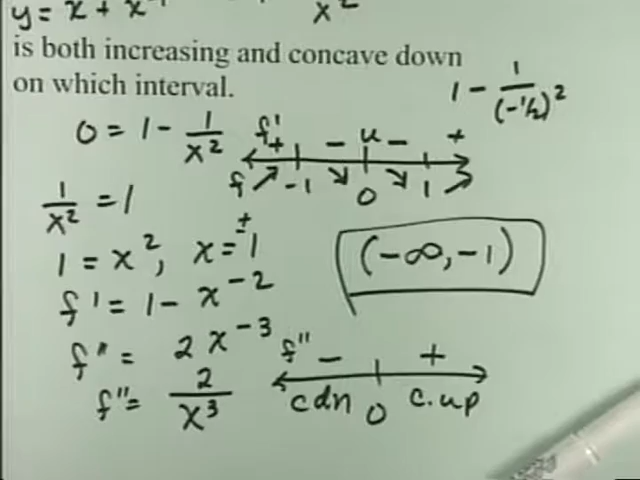 y = x + x⁻¹
x²
is both increasing and concave down
on which interval.
1 - 1/(-1/2)²
0 = 1 - 1/x²
f' + - u - +
f -1 0 1
1/x² = 1
1 = x², x = ±1
(-∞, -1)
f' = 1 - x⁻²
f" = 2x⁻³
f" - +
f" = 2/x³
cdn 0 c.up